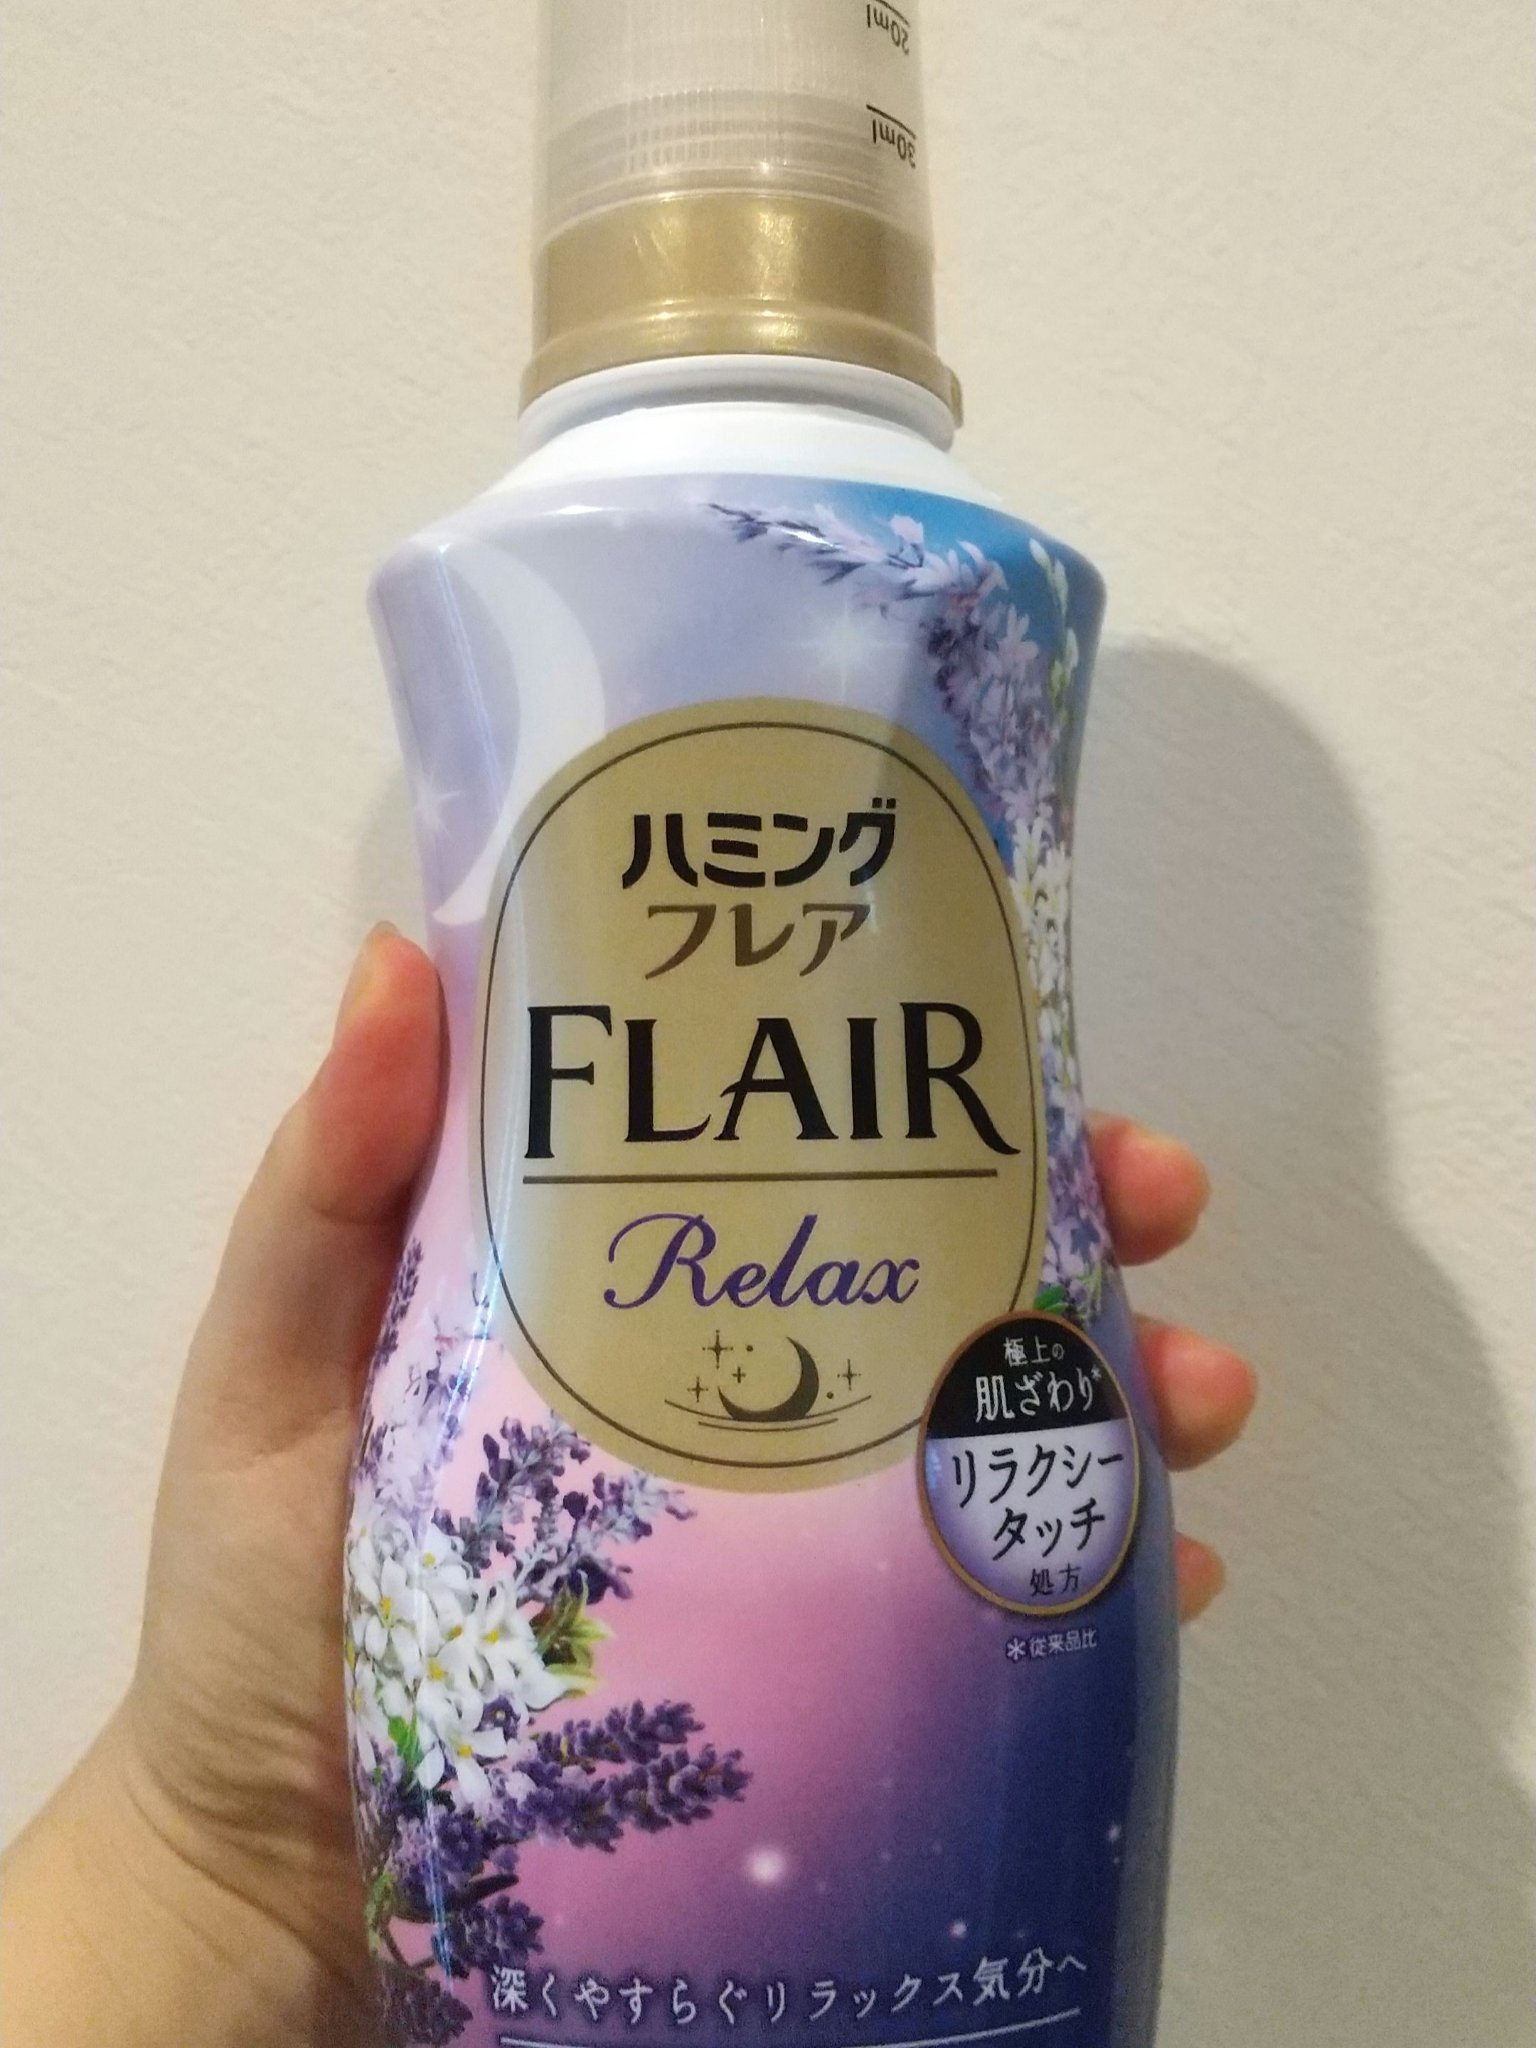 20ml
30ml
ハミング
フレア
FLAIR
Relax
極上の
肌ざわり*
リラクシー
タッチ
処方
*従来品比
深くやすらぐリラックス気分へ